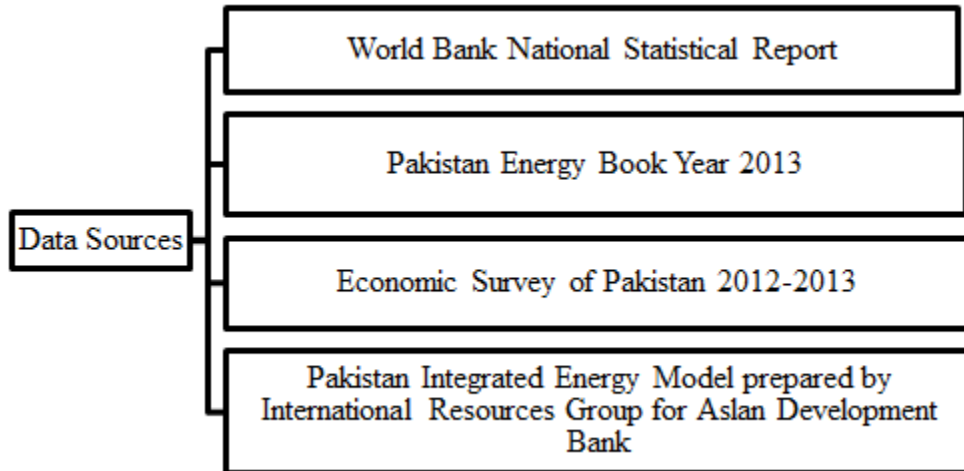 World Bank National Statistical Report
Pakistan Energy Book Year 2013
Data Sources
Economic Survey of Pakistan 2012-2013
Pakistan Integrated Energy Model prepared by
International Resources Group for Aslan Development
Bank